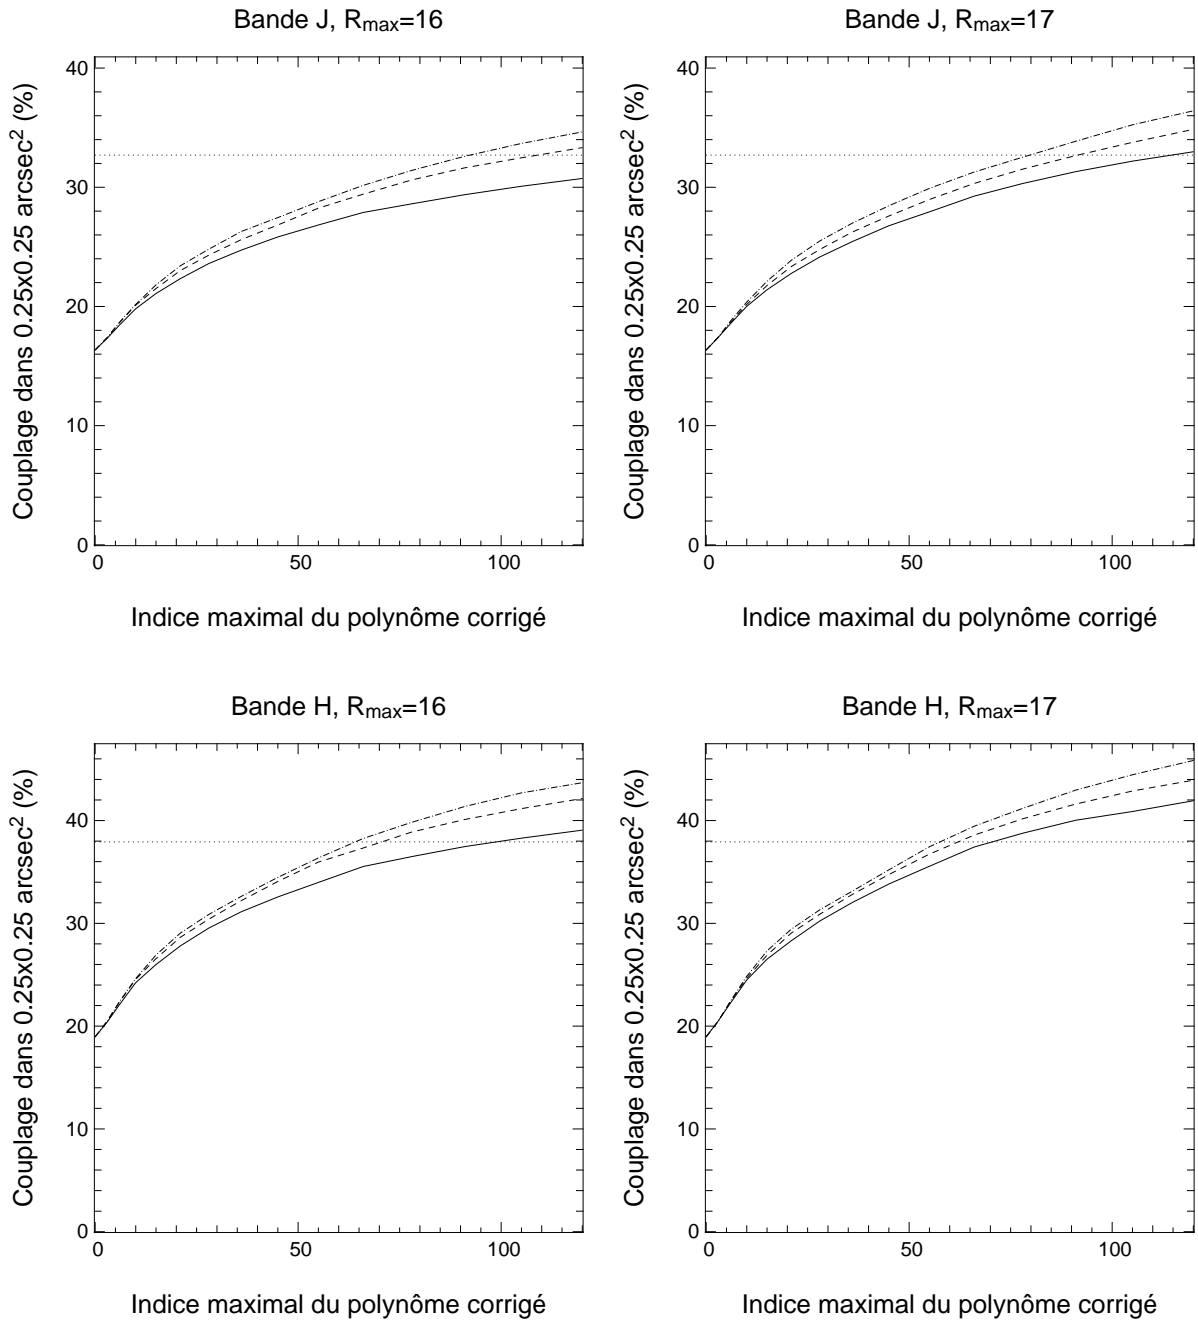 Bande J, Rmax=16
Couplage dans 0.25x0.25 arcsec² (%)
40
30
20
10
0
0 50 100
Indice maximal du polynôme corrigé
Bande J, Rmax=17
Couplage dans 0.25x0.25 arcsec² (%)
40
30
20
10
0
0 50 100
Indice maximal du polynôme corrigé
Bande H, Rmax=16
Couplage dans 0.25x0.25 arcsec² (%)
40
30
20
10
0
0 50 100
Indice maximal du polynôme corrigé
Bande H, Rmax=17
Couplage dans 0.25x0.25 arcsec² (%)
40
30
20
10
0
0 50 100
Indice maximal du polynôme corrigé